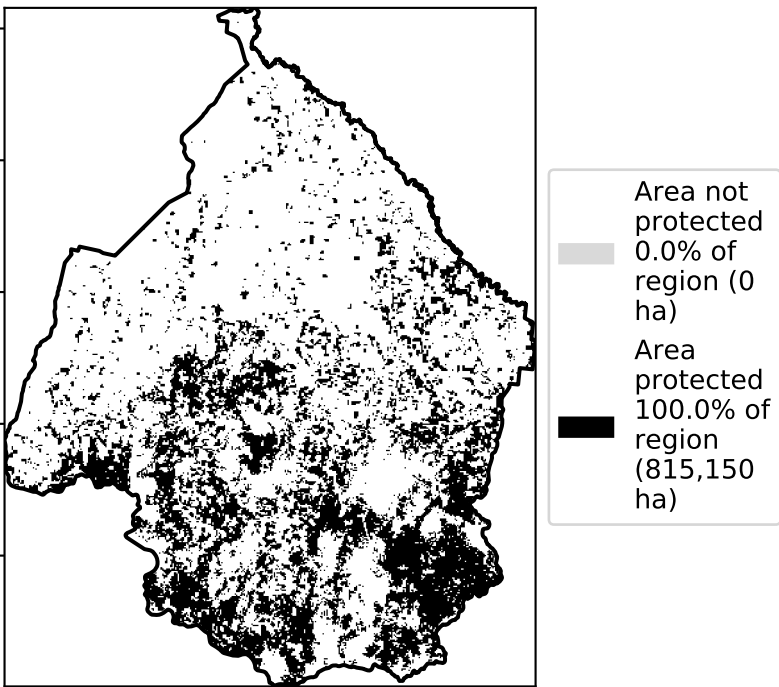 Area not
protected
0.0% of
region (0
ha)
Area
protected
100.0% of
region
(815,150
ha)